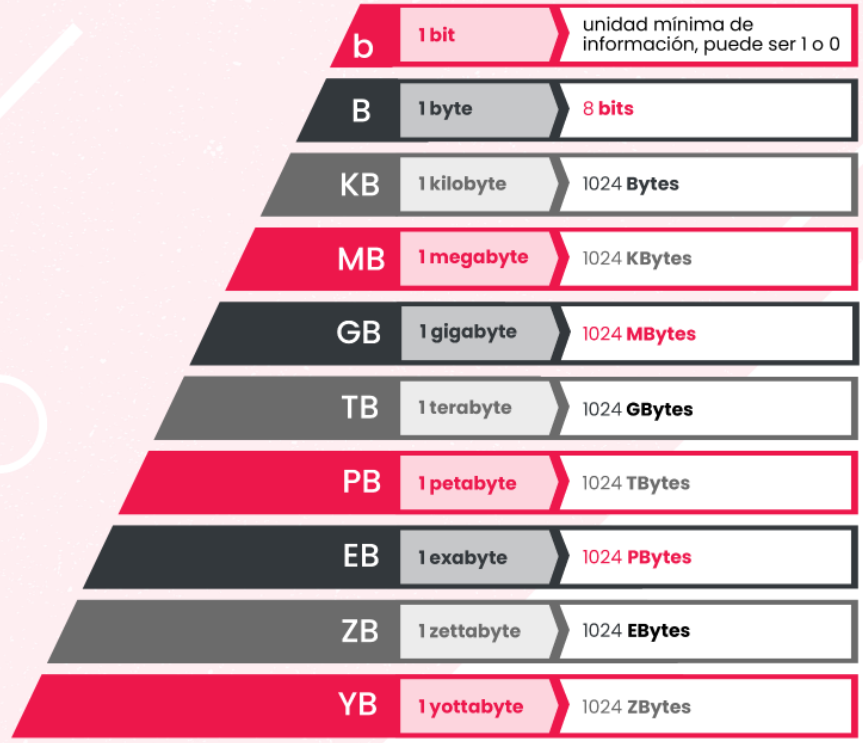 b 1 bit unidad mínima de
información, puede ser 1 o 0
B 1 byte 8 bits
KB 1 kilobyte 1024 Bytes
MB 1 megabyte 1024 KBytes
GB 1 gigabyte 1024 MBytes
TB 1 terabyte 1024 GBytes
PB 1 petabyte 1024 TBytes
EB 1 exabyte 1024 PBytes
ZB 1 zettabyte 1024 EBytes
YB 1 yottabyte 1024 ZBytes